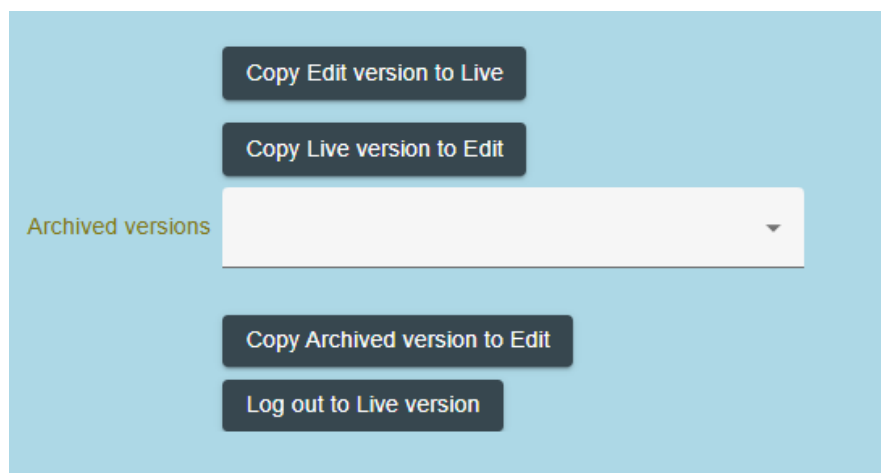 Copy Edit version to Live
Copy Live version to Edit
Archived versions
Copy Archived version to Edit
Log out to Live version